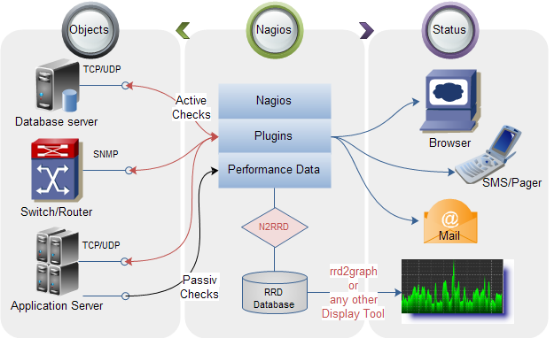 Objects
Nagios
Status
TCP/UDP
Database server
SNMP
Switch/Router
TCP/UDP
Application Server
Active
Checks
Passiv
Checks
Nagios
Plugins
Performance Data
N2RRD
RRD
Database
rrd2graph
or
any other
Display Tool
Browser
SMS/Pager
@
Mail